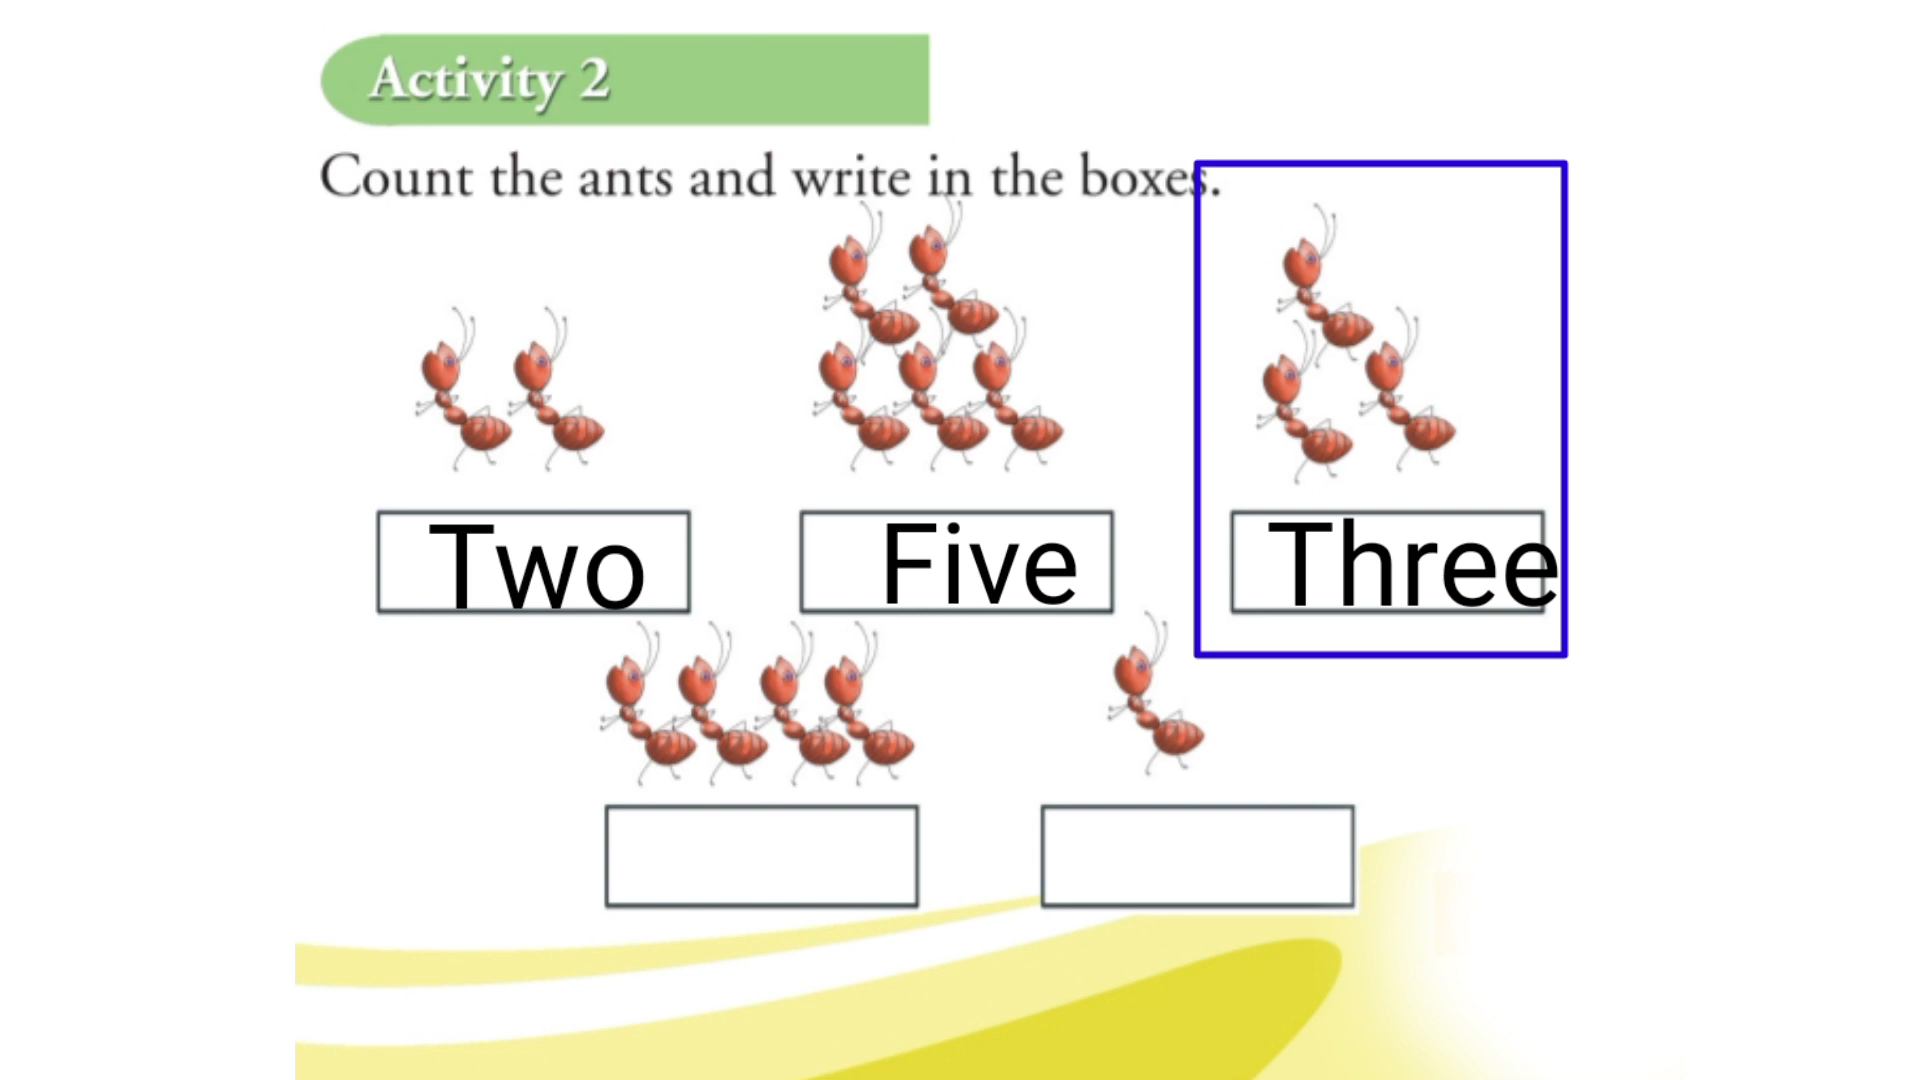 Activity 2
Count the ants and write in the boxes.
Two
Five
Three